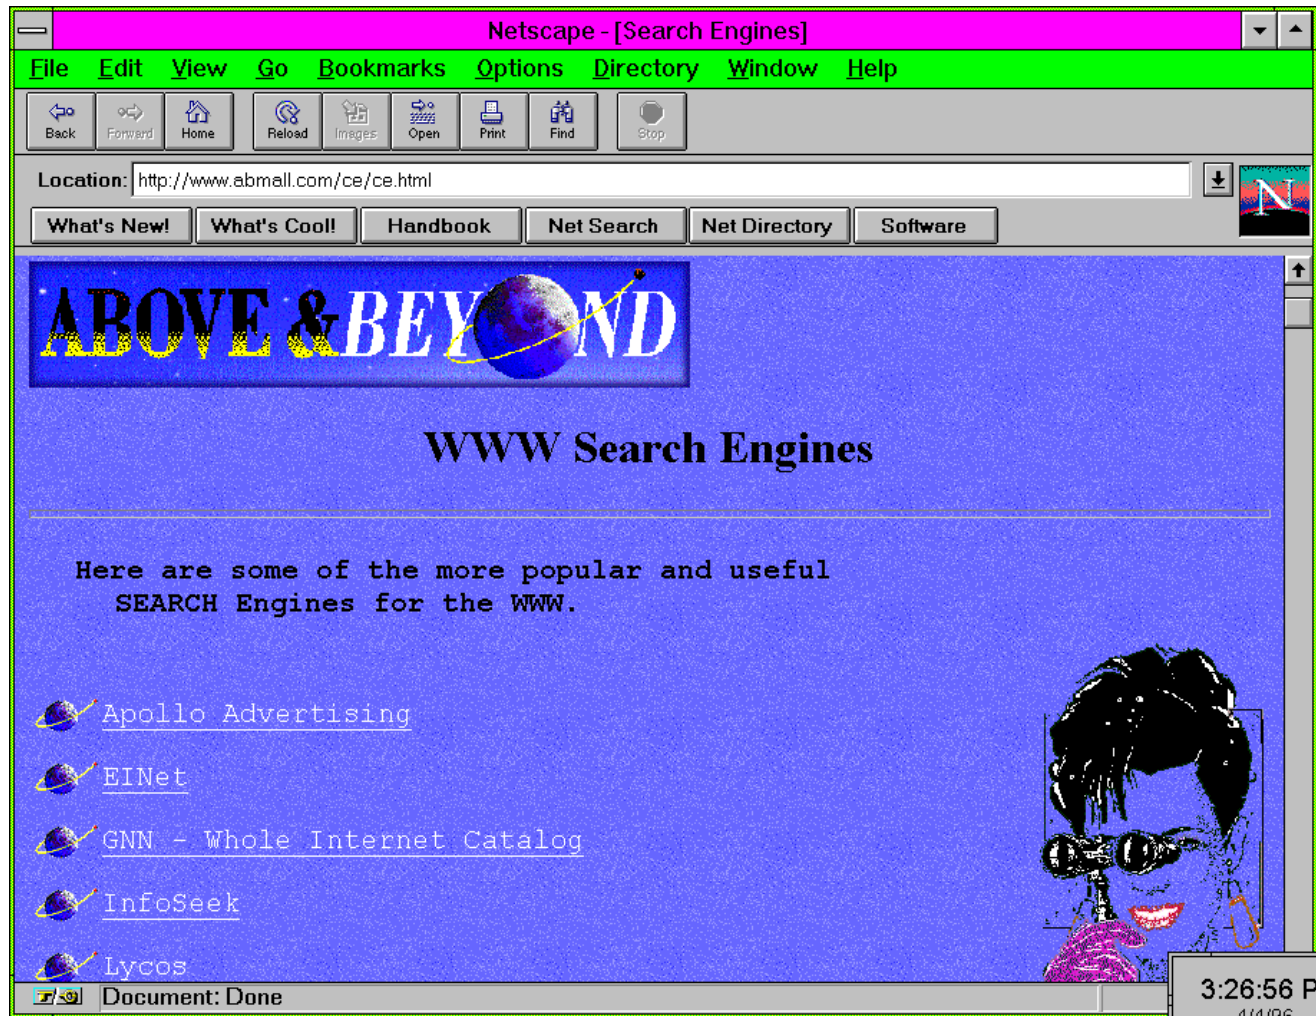 Netscape - [Search Engines]
File Edit View Go Bookmarks Options Directory Window Help
Back Forward Home Reload Images Open Print Find Stop
Location: http://www.abmall.com/ce/ce.html
N
What's New! What's Cool! Handbook Net Search Net Directory Software
ABOVE & BEYOND
WWW Search Engines
Here are some of the more popular and useful
SEARCH Engines for the WWW.
Apollo Advertising
EINet
GNN - Whole Internet Catalog
InfoSeek
Lycos
Document: Done
3:26:56 P
4/4/96